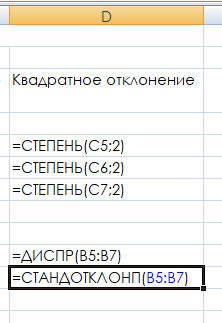 D
Квадратное отклонение
=СТЕПЕНЬ(C5;2)
=СТЕПЕНЬ(C6;2)
=СТЕПЕНЬ(C7;2)
=ДИСПР(B5:B7)
=СТАНДОТКЛОНП(B5:B7)